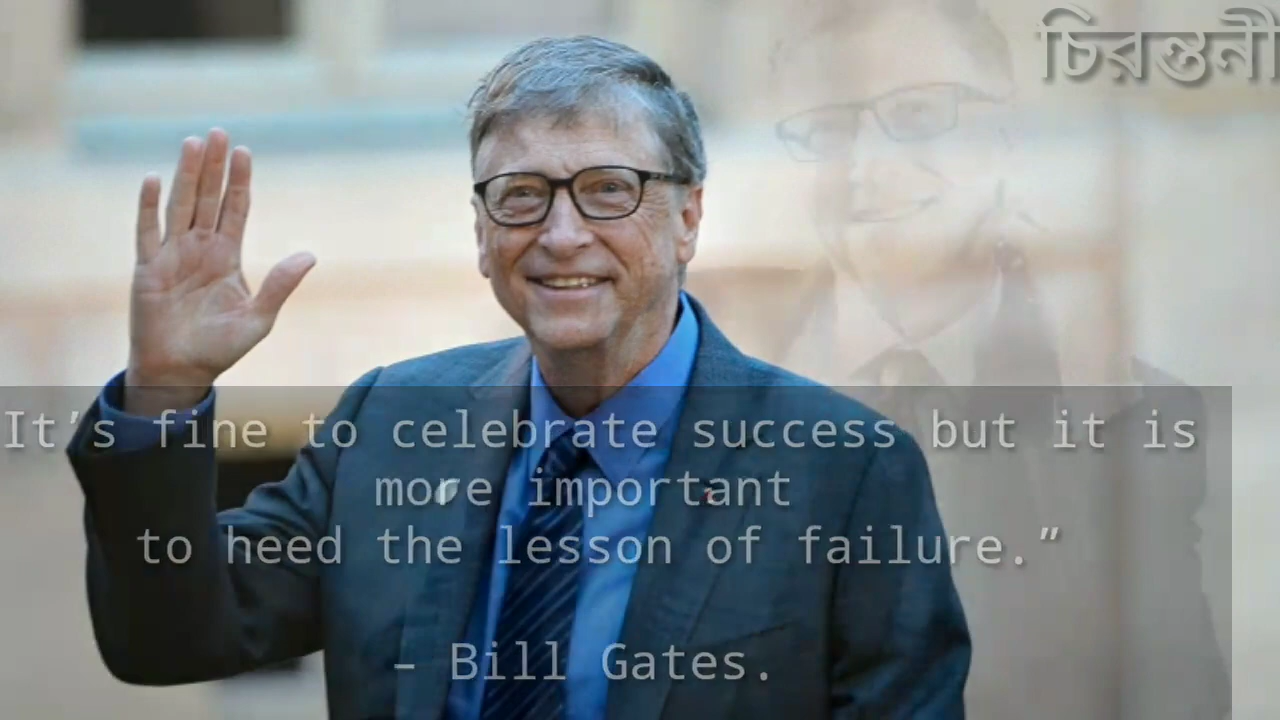 চিরন্তনী
It’s fine to celebrate success but it is
more important
to heed the lesson of failure.”
– Bill Gates.